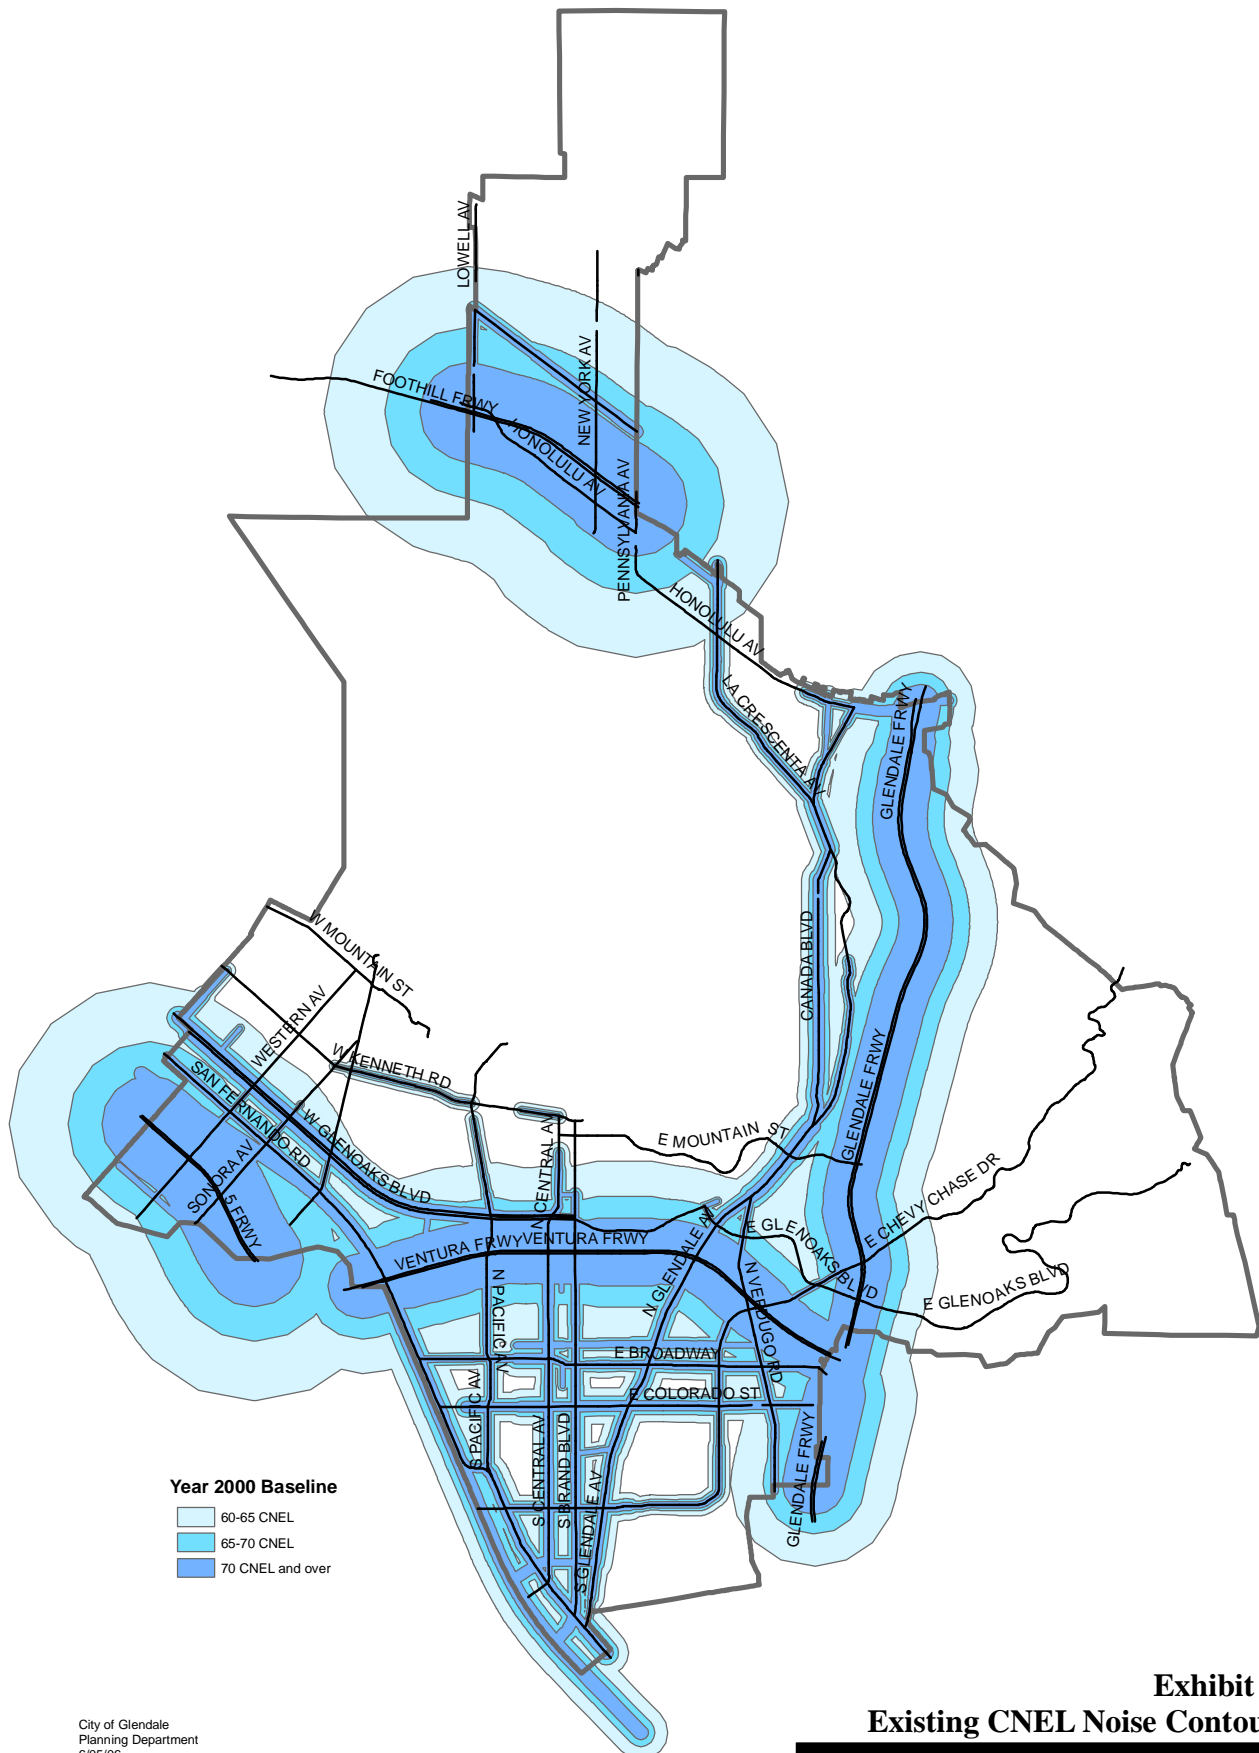 LOWELL AV
NEW YORK AV
FOOTHILL FRWY
HONOLULU AV
PENNSYLVANIA AV
HONOLULU AV
LA CRESCENTA AV
GLENDALE FRWY
W MOUNTAIN ST
CANADA BLVD
WESTERN AV
W KENNETH RD
SAN FERNANDO RD
W GLENOAKS BLVD
SONORA AV
5 FRWY
N CENTRAL AV
E MOUNTAIN ST
GLENDALE FRWY
E CHEVY CHASE DR
VENTURA FRWY
VENTURA FRWY
N GLENDALE AV
E GLENOAKS BLVD
E GLENOAKS BLVD
N PACIFIC AV
N VERDUGO RD
E BROADWAY
E COLORADO ST
S PACIFIC AV
S CENTRAL AV
S BRAND BLVD
S GLENDALE AV
GLENDALE FRWY
Year 2000 Baseline
60-65 CNEL
65-70 CNEL
70 CNEL and over
Exhibit
Existing CNEL Noise Contou
City of Glendale
Planning Department